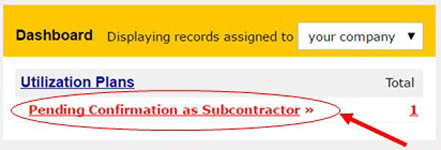 Dashboard Displaying records assigned to your company
Utilization Plans Total
Pending Confirmation as Subcontractor » 1